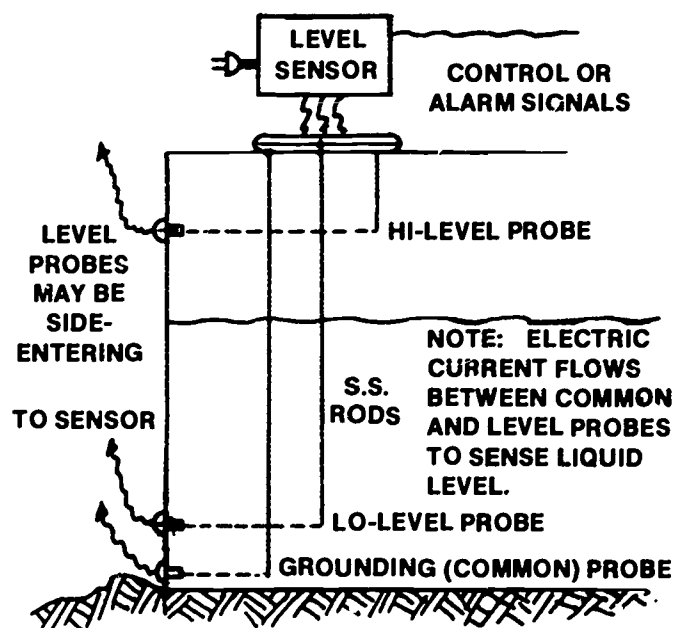 LEVEL
SENSOR
CONTROL OR
ALARM SIGNALS
HI-LEVEL PROBE
LEVEL
PROBES
MAY BE
SIDE-
ENTERING
NOTE: ELECTRIC
CURRENT FLOWS
BETWEEN COMMON
AND LEVEL PROBES
TO SENSE LIQUID
LEVEL.
S.S.
RODS
TO SENSOR
LO-LEVEL PROBE
GROUNDING (COMMON) PROBE